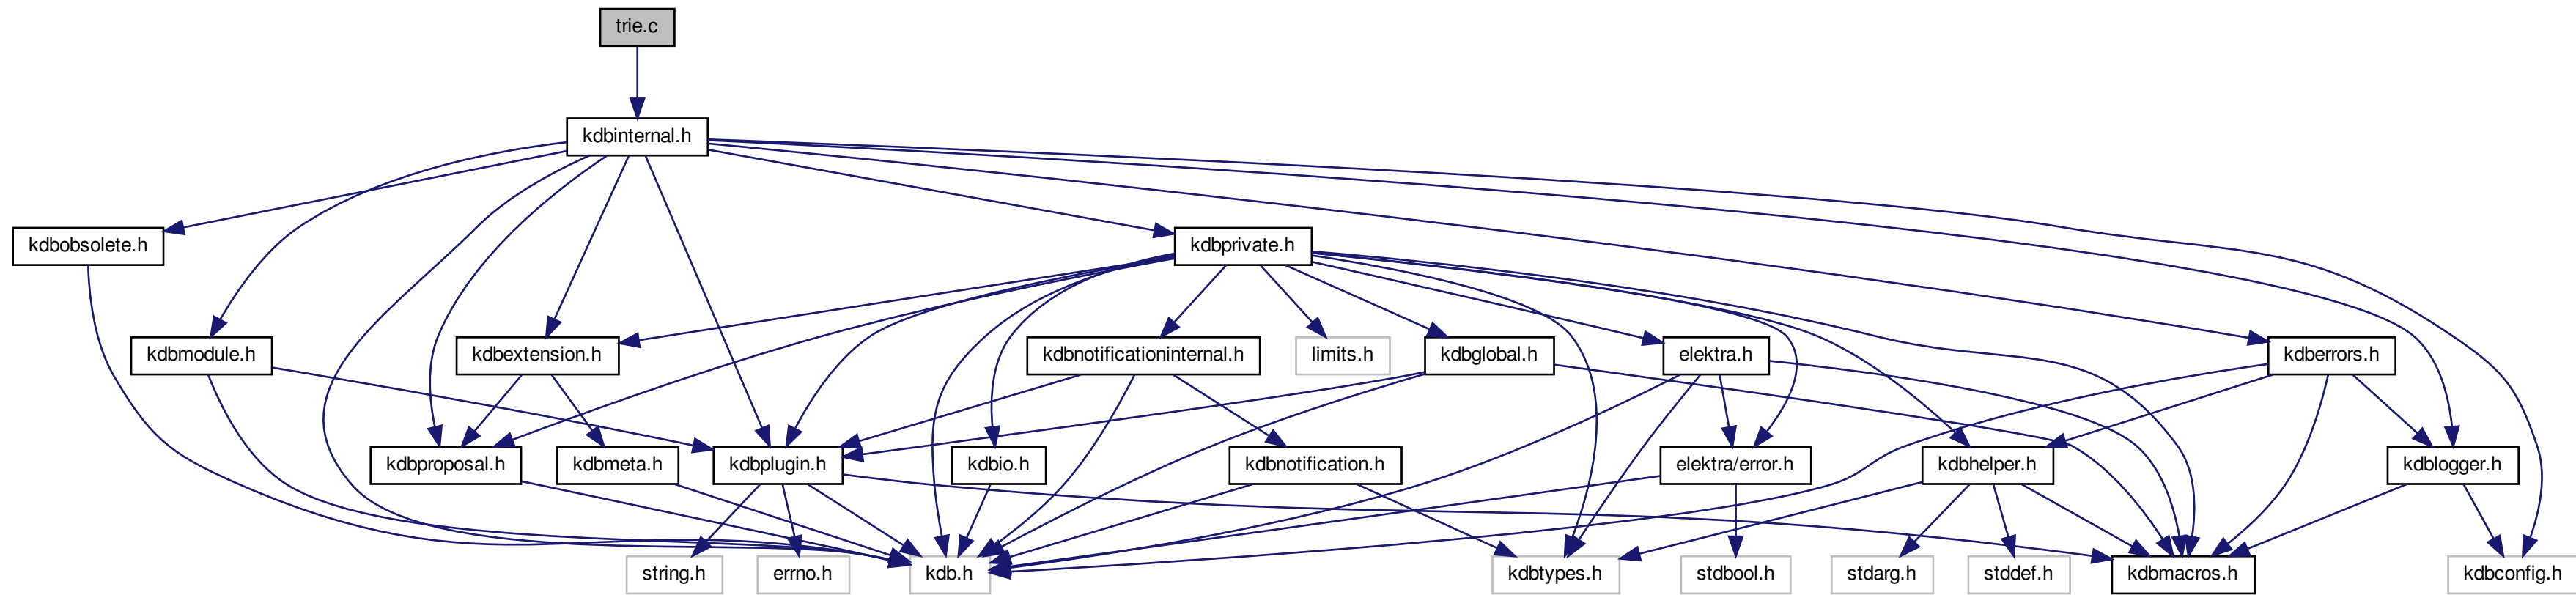 trie.c
kdbinternal.h
kdbobsolete.h
kdbprivate.h
kdbmodule.h
kdbextension.h
kdbnotificationinternal.h
limits.h
kdbglobal.h
elektra.h
kdberrors.h
kdbproposal.h
kdbmeta.h
kdbplugin.h
kdbio.h
kdbnotification.h
elektra/error.h
kdbhelper.h
kdblogger.h
string.h
errno.h
kdb.h
kdbtypes.h
stdbool.h
stdarg.h
stddef.h
kdbmacros.h
kdbconfig.h